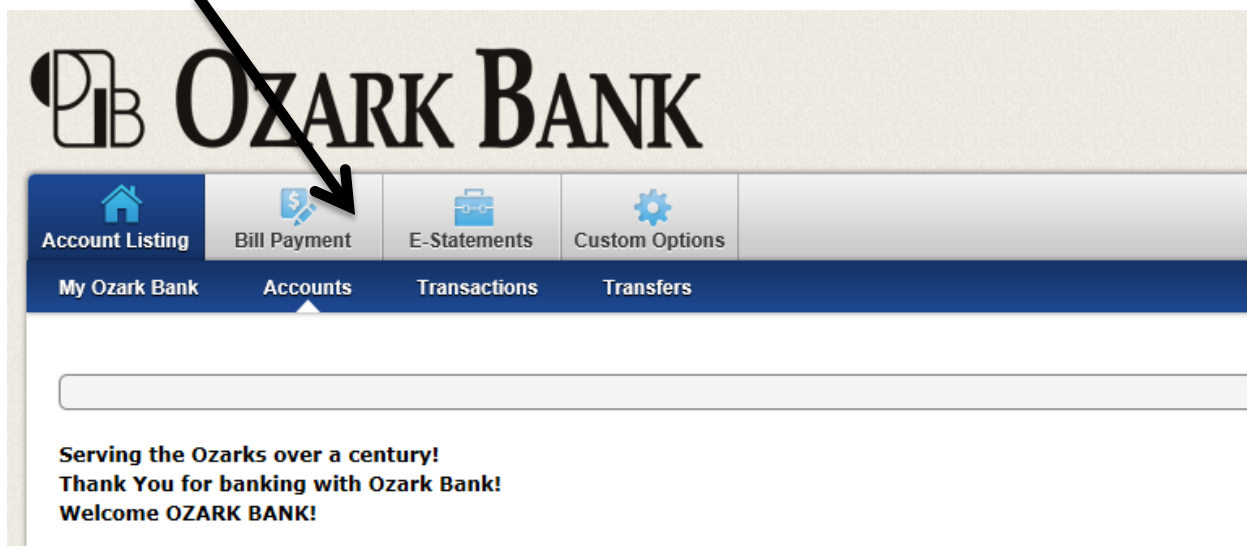 OZARK BANK
Account Listing Bill Payment E-Statements Custom Options
My Ozark Bank Accounts Transactions Transfers
Serving the Ozarks over a century!
Thank You for banking with Ozark Bank!
Welcome OZARK BANK!